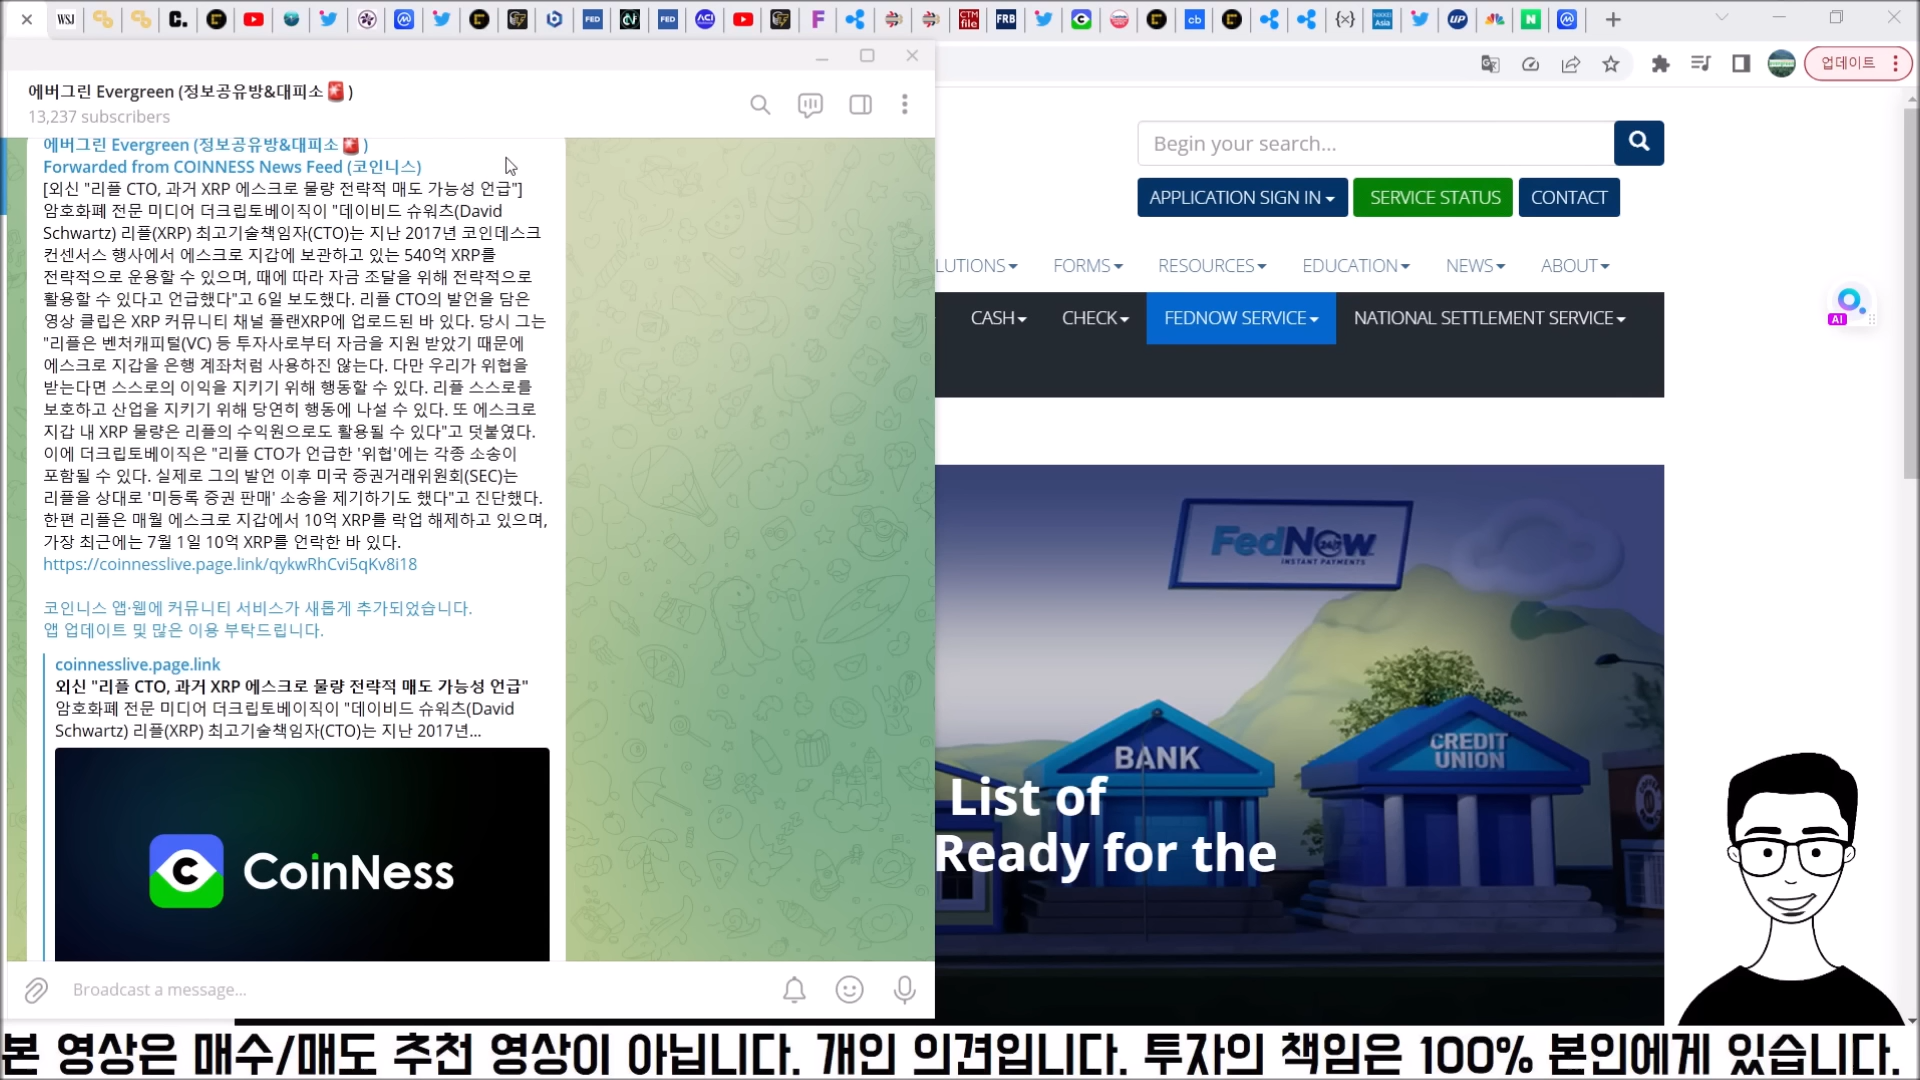 WSJ
FED
FED
ACI
CTM
file
FRB
cb
NIKKEI
Asia
UP
N
업데이트
에버그린 Evergreen (정보공유방&대피소🚨)
13,237 subscribers
에버그린 Evergreen (정보공유방&대피소🚨)
Forwarded from COINNESS News Feed (코인니스)
[외신 "리플 CTO, 과거 XRP 에스크로 물량 전략적 매도 가능성 언급"]
암호화폐 전문 미디어 더크립토베이직이 "데이비드 슈워츠(David
Schwartz) 리플(XRP) 최고기술책임자(CTO)는 지난 2017년 코인데스크
컨센서스 행사에서 에스크로 지갑에 보관하고 있는 540억 XRP를
전략적으로 운용할 수 있으며, 때에 따라 자금 조달을 위해 전략적으로
활용할 수 있다고 언급했다"고 6일 보도했다. 리플 CTO의 발언을 담은
영상 클립은 XRP 커뮤니티 채널 플랜XRP에 업로드된 바 있다. 당시 그는
"리플은 벤처캐피털(VC) 등 투자사로부터 자금을 지원 받았기 때문에
에스크로 지갑을 은행 계좌처럼 사용하진 않는다. 다만 우리가 위협을
받는다면 스스로의 이익을 지키기 위해 행동할 수 있다. 리플 스스로를
보호하고 산업을 지키기 위해 당연히 행동에 나설 수 있다. 또 에스크로
지갑 내 XRP 물량은 리플의 수익원으로도 활용될 수 있다"고 덧붙였다.
이에 더크립토베이직은 "리플 CTO가 언급한 '위협'에는 각종 소송이
포함될 수 있다. 실제로 그의 발언 이후 미국 증권거래위원회(SEC)는
리플을 상대로 '미등록 증권 판매' 소송을 제기하기도 했다"고 진단했다.
한편 리플은 매월 에스크로 지갑에서 10억 XRP를 락업 해제하고 있으며,
가장 최근에는 7월 1일 10억 XRP를 언락한 바 있다.
https://coinnesslive.page.link/qykwRhCvi5qKv8i18
코인니스 앱·웹에 커뮤니티 서비스가 새롭게 추가되었습니다.
앱 업데이트 및 많은 이용 부탁드립니다.
coinnesslive.page.link
외신 "리플 CTO, 과거 XRP 에스크로 물량 전략적 매도 가능성 언급"
암호화폐 전문 미디어 더크립토베이직이 "데이비드 슈워츠(David
Schwartz) 리플(XRP) 최고기술책임자(CTO)는 지난 2017년...
CoinNess
Broadcast a message...
Begin your search...
APPLICATION SIGN IN SERVICE STATUS CONTACT
LUTIONS FORMS RESOURCES EDUCATION NEWS ABOUT
CASH CHECK FEDNOW SERVICE NATIONAL SETTLEMENT SERVICE
AI
FedNow
24/7
INSTANT PAYMENTS
BANK
CREDIT
UNION
List of
Ready for the
본 영상은 매수/매도 추천 영상이 아닙니다. 개인 의견입니다. 투자의 책임은 100% 본인에게 있습니다.